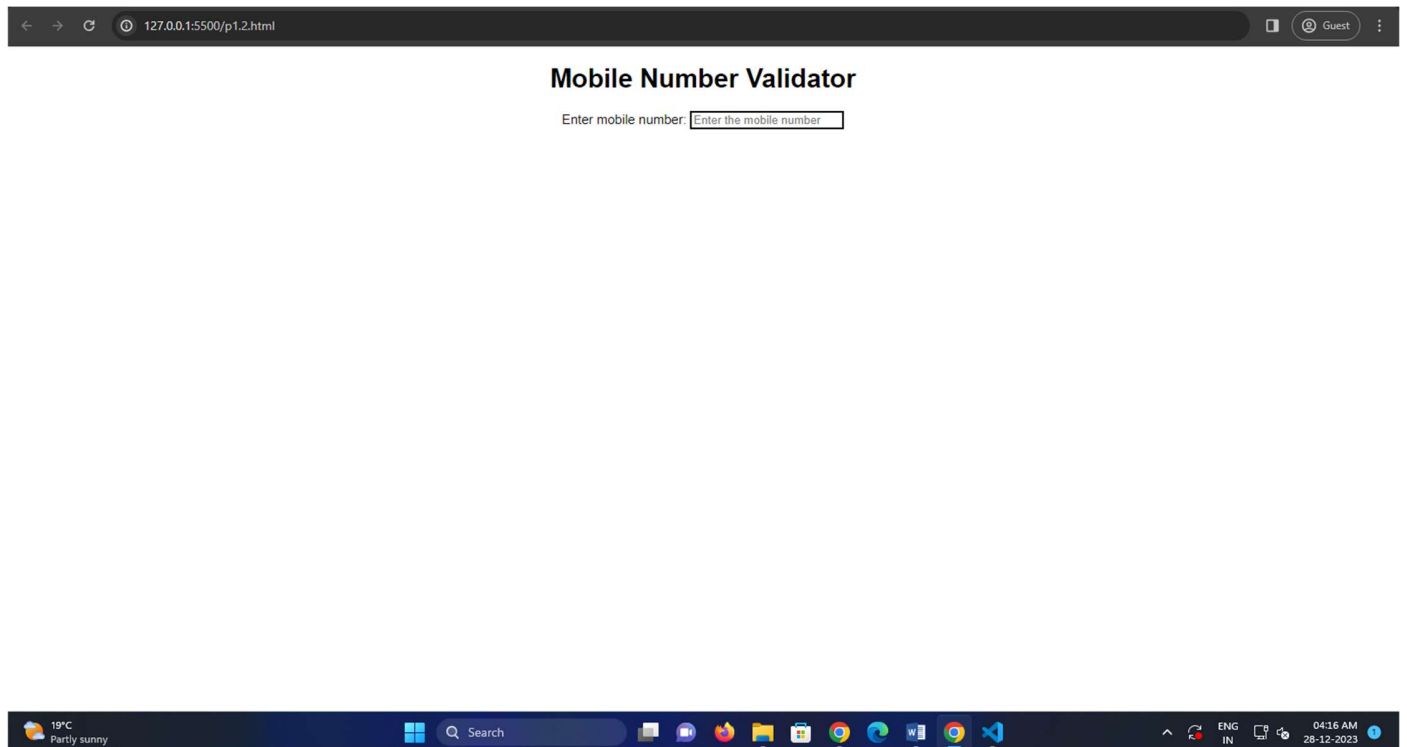 127.0.0.1:5500/p1.2.html
Guest
Mobile Number Validator
Enter mobile number: Enter the mobile number
19°C
Partly sunny
Search
ENG
IN
04:16 AM
28-12-2023
1